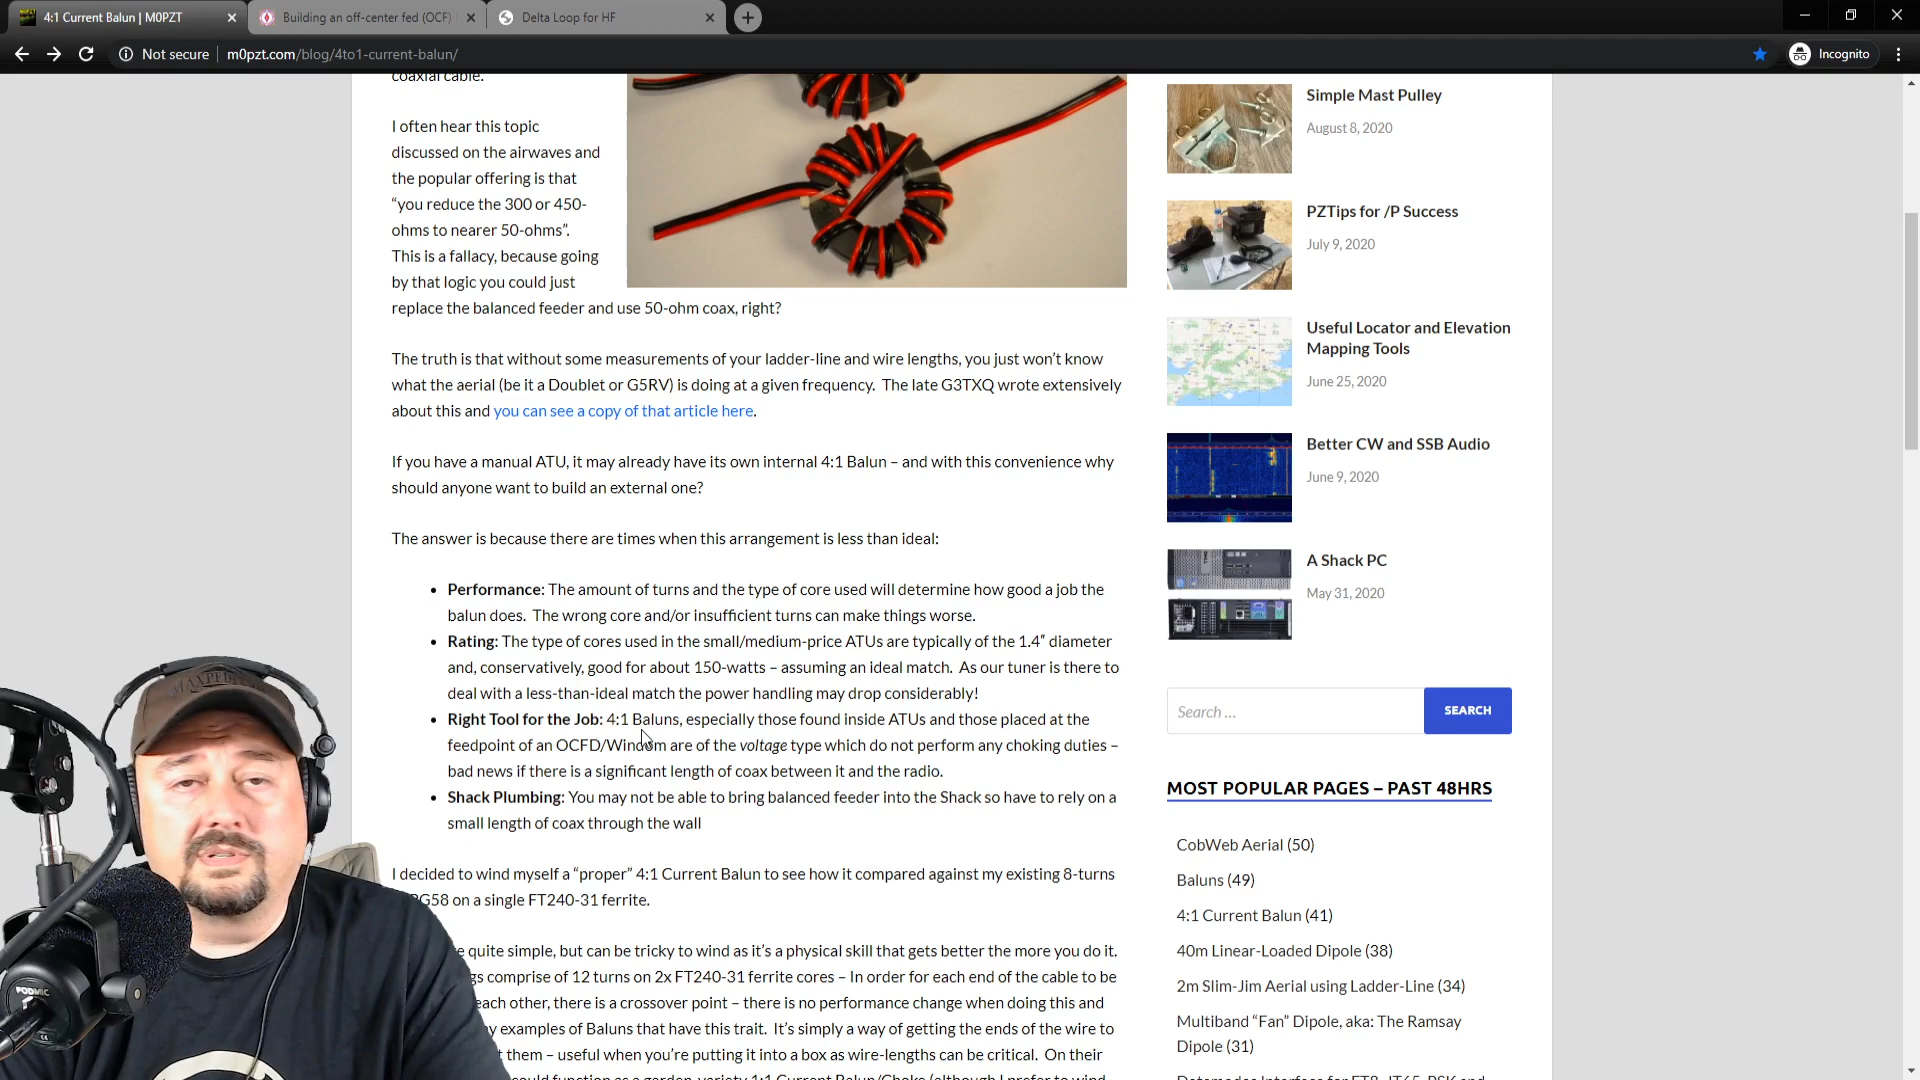 4:1 Current Balun | M0PZT
Building an off-center fed (OCF)
Delta Loop for HF
Not secure
m0pzt.com/blog/4to1-current-balun/
Incognito
coaxial cable.
I often hear this topic
discussed on the airwaves and
the popular offering is that
“you reduce the 300 or 450-
ohms to nearer 50-ohms”.
This is a fallacy, because going
by that logic you could just
replace the balanced feeder and use 50-ohm coax, right?
The truth is that without some measurements of your ladder-line and wire lengths, you just won’t know
what the aerial (be it a Doublet or G5RV) is doing at a given frequency. The late G3TXQ wrote extensively
about this and you can see a copy of that article here.
If you have a manual ATU, it may already have its own internal 4:1 Balun – and with this convenience why
should anyone want to build an external one?
The answer is because there are times when this arrangement is less than ideal:
• Performance: The amount of turns and the type of core used will determine how good a job the
balun does. The wrong core and/or insufficient turns can make things worse.
• Rating: The type of cores used in the small/medium-price ATUs are typically of the 1.4″ diameter
and, conservatively, good for about 150-watts – assuming an ideal match. As our tuner is there to
deal with a less-than-ideal match the power handling may drop considerably!
• Right Tool for the Job: 4:1 Baluns, especially those found inside ATUs and those placed at the
feedpoint of an OCFD/Windom are of the voltage type which do not perform any choking duties –
bad news if there is a significant length of coax between it and the radio.
• Shack Plumbing: You may not be able to bring balanced feeder into the Shack so have to rely on a
small length of coax through the wall
I decided to wind myself a “proper” 4:1 Current Balun to see how it compared against my existing 8-turns
RG58 on a single FT240-31 ferrite.
quite simple, but can be tricky to wind as it’s a physical skill that gets better the more you do it.
comprise of 12 turns on 2x FT240-31 ferrite cores – In order for each end of the cable to be
each other, there is a crossover point – there is no performance change when doing this and
examples of Baluns that have this trait. It’s simply a way of getting the ends of the wire to
them – useful when you’re putting it into a box as wire-lengths can be critical. On their
could function as a garden-variety 1:1 Current Balun/Choke (although I prefer to wind
Simple Mast Pulley
August 8, 2020
PZTips for /P Success
July 9, 2020
Useful Locator and Elevation
Mapping Tools
June 25, 2020
Better CW and SSB Audio
June 9, 2020
A Shack PC
May 31, 2020
Search …
SEARCH
MOST POPULAR PAGES – PAST 48HRS
CobWeb Aerial (50)
Baluns (49)
4:1 Current Balun (41)
40m Linear-Loaded Dipole (38)
2m Slim-Jim Aerial using Ladder-Line (34)
Multiband “Fan” Dipole, aka: The Ramsay
Dipole (31)
Datamodes Interface for FT8, JT65, PSK and
PODMIC